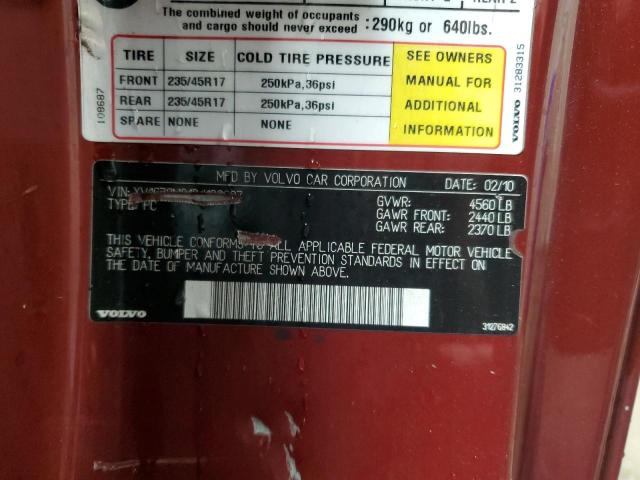 The combined weight of occupants
and cargo should never exceed : 290kg or 640lbs.
TIRE SIZE COLD TIRE PRESSURE
FRONT 235/45R17 250kPa,36psi
REAR 235/45R17 250kPa,36psi
SPARE NONE NONE
SEE OWNERS
MANUAL FOR
ADDITIONAL
INFORMATION
108687
VOLVO 31283315
MFD BY VOLVO CAR CORPORATION DATE: 02/10
VIN:
TYPE: PC
GVWR: 4560 LB
GAWR FRONT: 2440 LB
GAWR REAR: 2370 LB
THIS VEHICLE CONFORMS TO ALL APPLICABLE FEDERAL MOTOR VEHICLE
SAFETY, BUMPER AND THEFT PREVENTION STANDARDS IN EFFECT ON
THE DATE OF MANUFACTURE SHOWN ABOVE.
VOLVO
31276842